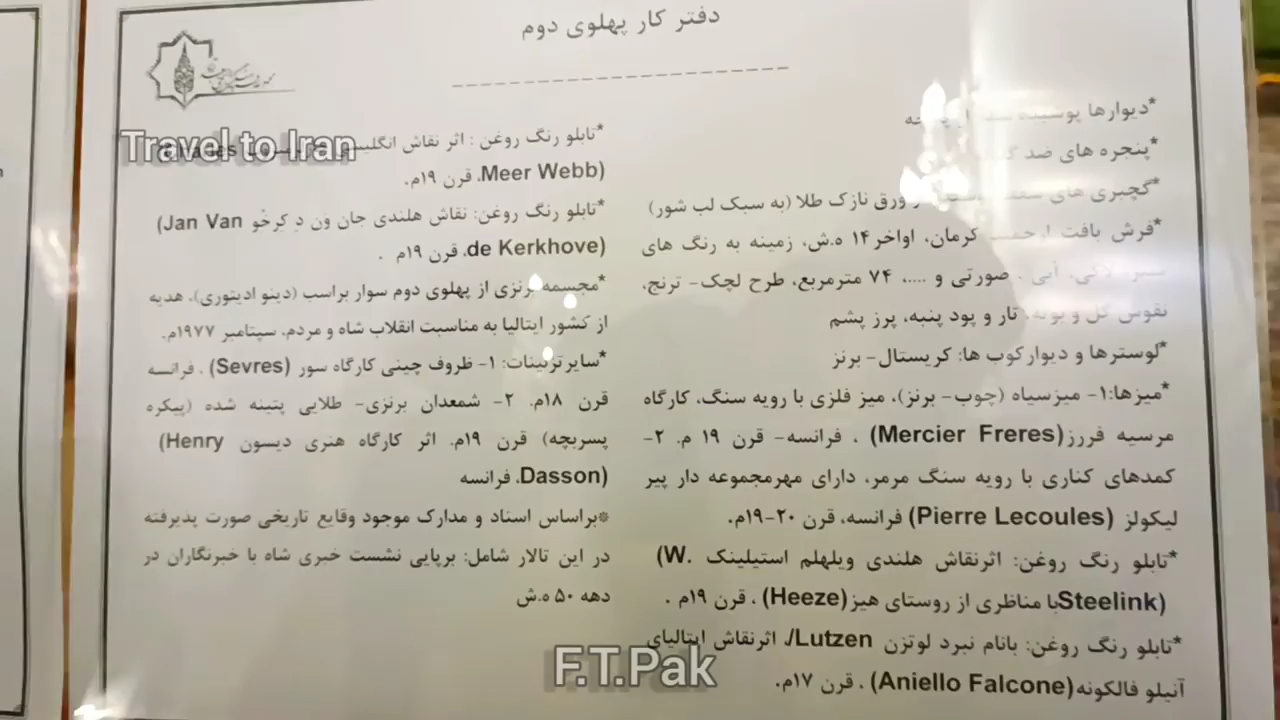 دفتر کار پهلوی دوم
*دیوارها پوسیده
*پنجره های ضد
*گچبری های ورق نازک طلا (به سبک لب شور)
*فرش بافت کرمان، اواخر۱۴ ه.ش، زمینه به رنگ های
آبی . صورتی و ....، ۷۴ مترمربع، طرح لچک- ترنج،
نقوش گل و بوته، تار و پود پنبه، پرز پشم
*لوسترها و دیوارکوب ها: کریستال- برنز
*میزها:۱- میزسیاه (چوب- برنز)، میز فلزی با رویه سنگ، کارگاه
مرسیه فررز(Mercier Freres) ، فرانسه- قرن ۱۹ م. ۲-
کمدهای کناری با رویه سنگ مرمر، دارای مهرمجموعه دار پیر
لیکولز (Pierre Lecoules) فرانسه، قرن ۲۰-۱۹م.
*تابلو رنگ روغن: اثرنقاش هلندی ویلهلم استیلینک (W.
Steelink)با مناظری از روستای هیز(Heeze) ، قرن ۱۹م .
*تابلو رنگ روغن: بانام نبرد لوتزن Lutzen/، اثرنقاش ایتالیای
آنیلو فالکونه(Aniello Falcone) ، قرن ۱۷م.
*تابلو رنگ روغن : اثر نقاش
Meer Webb)، قرن ۱۹م.
*تابلو رنگ روغن: نقاش هلندی جان ون دِ کِرخُو (Jan Van
de Kerkhove)، قرن ۱۹م .
*مجسمه برنزی از پهلوی دوم سوار براسب (دینو ادیتوری)، هدیه
از کشور ایتالیا به مناسبت انقلاب شاه و مردم، سپتامبر ۱۹۷۷م.
*سایرتزئینات: ۱- ظروف چینی کارگاه سور (Sevres) ، فرانسه
قرن ۱۸م. ۲- شمعدان برنزی- طلایی پتینه شده (پیکره
پسربچه) قرن ۱۹م. اثر کارگاه هنری دیسون (Henry
Dasson)، فرانسه
※براساس اسناد و مدارک موجود وقایع تاریخی صورت پذیرفته
در این تالار شامل: برپایی نشست خبری شاه با خبرنگاران در
دهه ۵۰ ه.ش
Travel to Iran
F.T.Pak